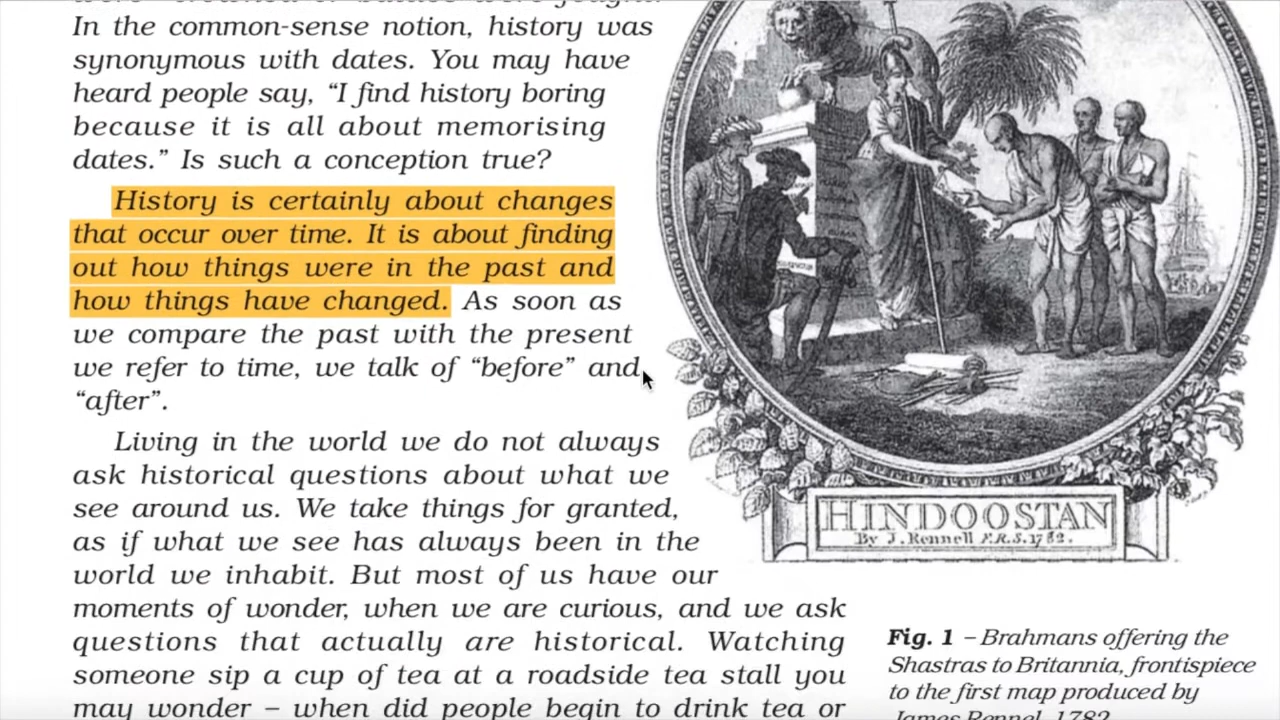 In the common-sense notion, history was
synonymous with dates. You may have
heard people say, “I find history boring
because it is all about memorising
dates.” Is such a conception true?
History is certainly about changes
that occur over time. It is about finding
out how things were in the past and
how things have changed. As soon as
we compare the past with the present
we refer to time, we talk of “before” and
“after”.
Living in the world we do not always
ask historical questions about what we
see around us. We take things for granted,
as if what we see has always been in the
world we inhabit. But most of us have our
moments of wonder, when we are curious, and we ask
questions that actually are historical. Watching
someone sip a cup of tea at a roadside tea stall you
may wonder – when did people begin to drink tea or
HINDOOSTAN
By J. Rennell F.R.S. 1782.
Fig. 1 – Brahmans offering the
Shastras to Britannia, frontispiece
to the first map produced by
James Rennel, 1782